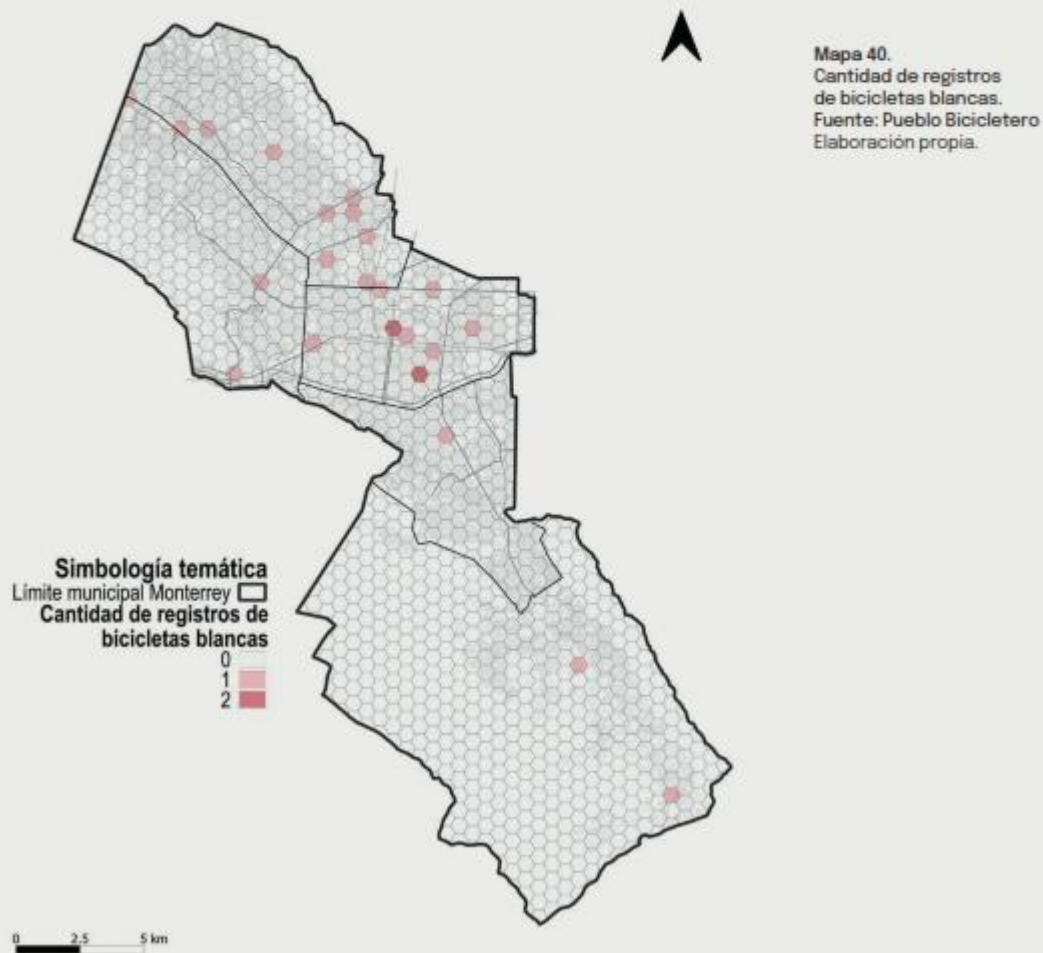 Mapa 40.
Cantidad de registros
de bicicletas blancas.
Fuente: Pueblo Bicicletero
Elaboración propia.
Simbología temática
Límite municipal Monterrey
Cantidad de registros de
bicicletas blancas
0
1
2
0 2.5 5 km